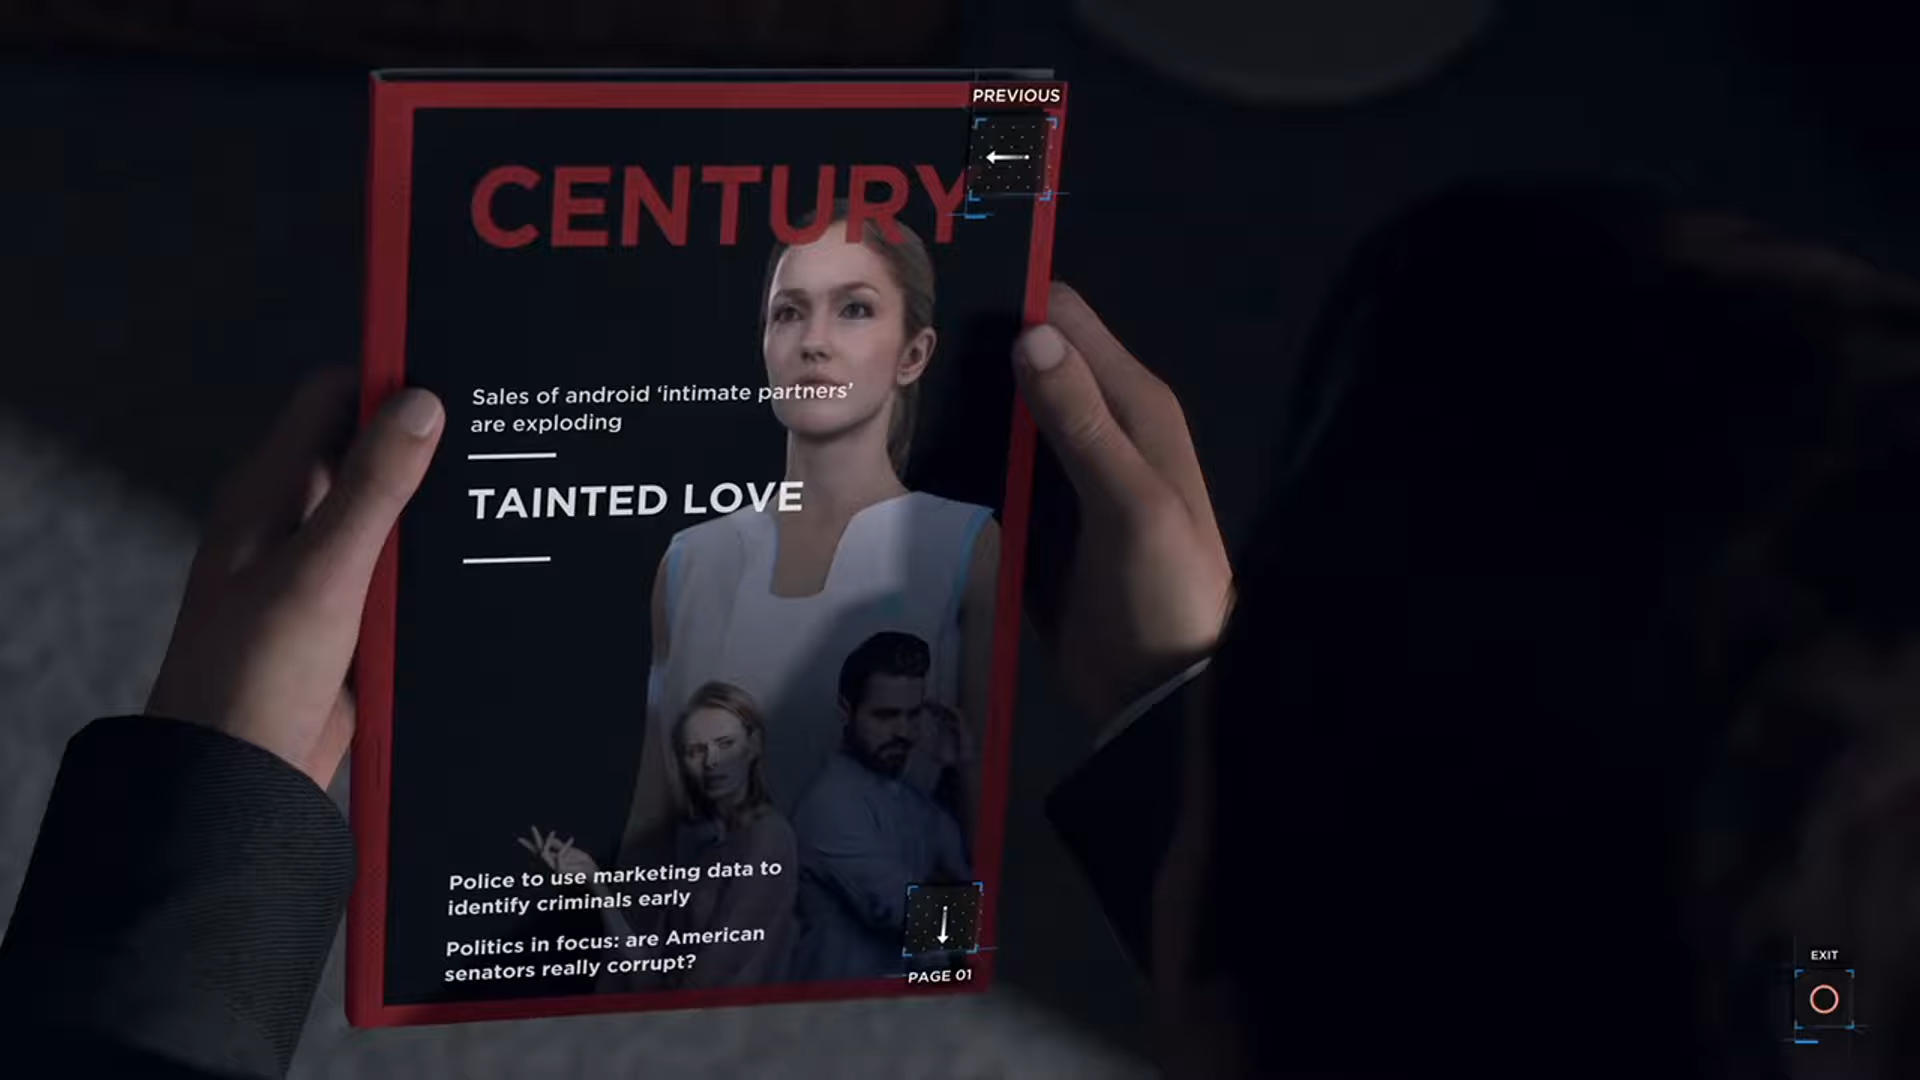 PREVIOUS
CENTURY
Sales of android ‘intimate partners’
are exploding
TAINTED LOVE
Police to use marketing data to
identify criminals early
Politics in focus: are American
senators really corrupt?
PAGE 01
EXIT